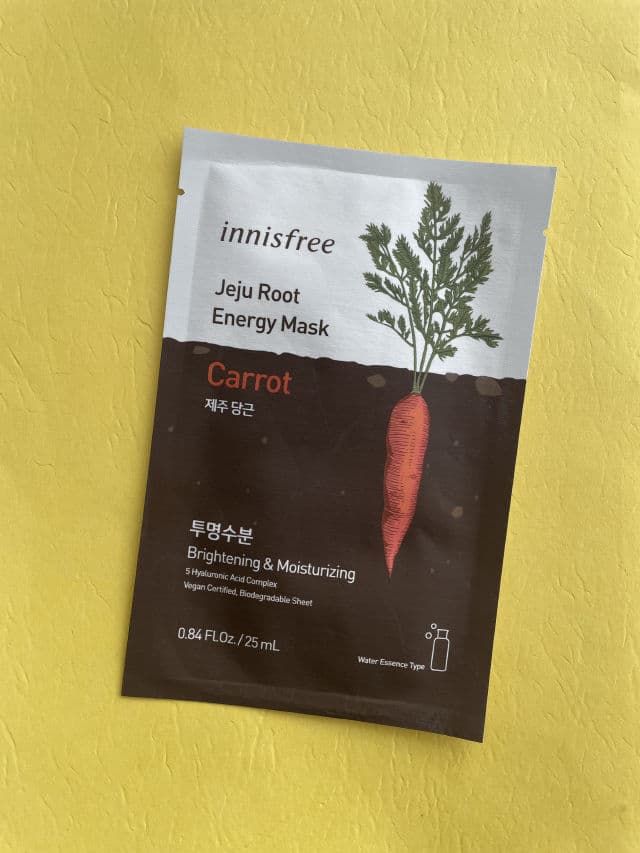 innisfree
Jeju Root
Energy Mask
Carrot
제주 당근
투명수분
Brightening & Moisturizing
5 Hyaluronic Acid Complex
Vegan Certified, Biodegradable Sheet
0.84 FL.Oz. / 25 mL
Water Essence Type